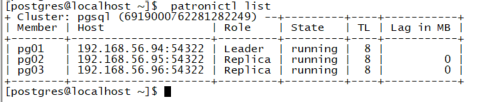 [postgres@localhost ~]$  patronictl list
+ Cluster: pgsql (6919000762281282249) --+---------+----+-----------+
| Member | Host                | Role    | State   | TL | Lag in MB |
+--------+---------------------+---------+---------+----+-----------+
| pg01   | 192.168.56.94:54322 | Leader  | running |  8 |           |
| pg02   | 192.168.56.95:54322 | Replica | running |  8 |         0 |
| pg03   | 192.168.56.96:54322 | Replica | running |  8 |         0 |
+--------+---------------------+---------+---------+----+-----------+
[postgres@localhost ~]$